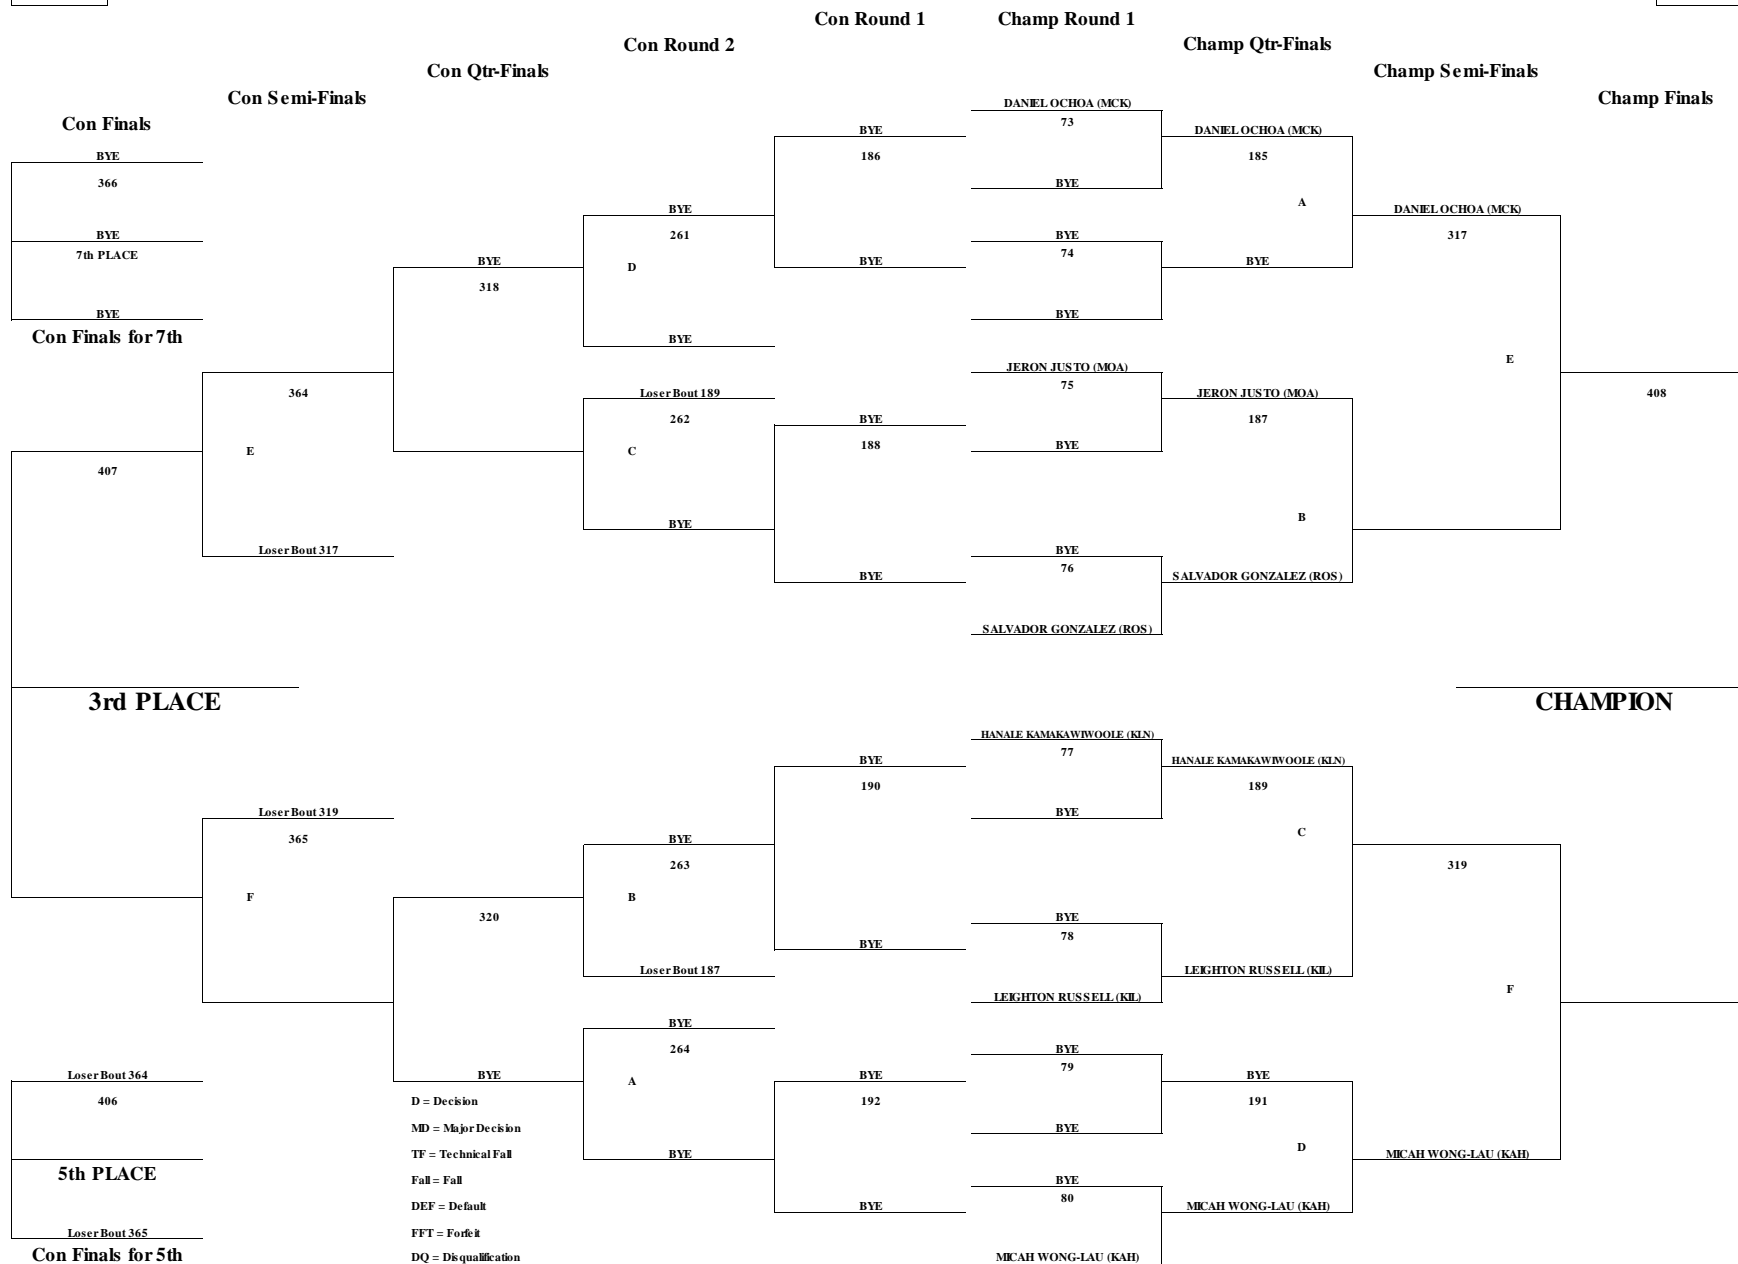 Con Round 1
Champ Round 1
Con Round 2
Champ Qtr-Finals
Con Qtr-Finals
Champ Semi-Finals
Con Semi-Finals
Champ Finals
DANIEL OCHOA (MCK)
Con Finals
73
BYE
DANIEL OCHOA (MCK)
BYE
186
185
366
BYE
A
BYE
DANIEL OCHOA (MCK)
BYE
261
BYE
317
7th PLACE
74
BYE
D
BYE
BYE
318
BYE
BYE
Con Finals for 7th
BYE
E
JERON JUSTO (MOA)
75
364
Loser Bout 189
JERON JUSTO (MOA)
408
262
BYE
187
E
C
188
BYE
407
B
BYE
Loser Bout 317
BYE
76
BYE
SALVADOR GONZALEZ (ROS)
SALVADOR GONZALEZ (ROS)
3rd PLACE
CHAMPION
HANALE KAMAKAWIWOOLE (KLN)
77
BYE
HANALE KAMAKAWIWOOLE (KLN)
190
189
Loser Bout 319
BYE
365
BYE
C
263
319
F
B
320
BYE
78
BYE
Loser Bout 187
LEIGHTON RUSSELL (KIL)
F
LEIGHTON RUSSELL (KIL)
BYE
264
BYE
79
Loser Bout 364
BYE
A
BYE
BYE
406
D = Decision
192
191
MD = Major Decision
BYE
D
TF = Technical Fall
BYE
MICAH WONG-LAU (KAH)
5th PLACE
Fall = Fall
BYE
80
DEF = Default
BYE
MICAH WONG-LAU (KAH)
Loser Bout 365
FFT = Forfeit
Con Finals for 5th
DQ = Disqualification
MICAH WONG-LAU (KAH)